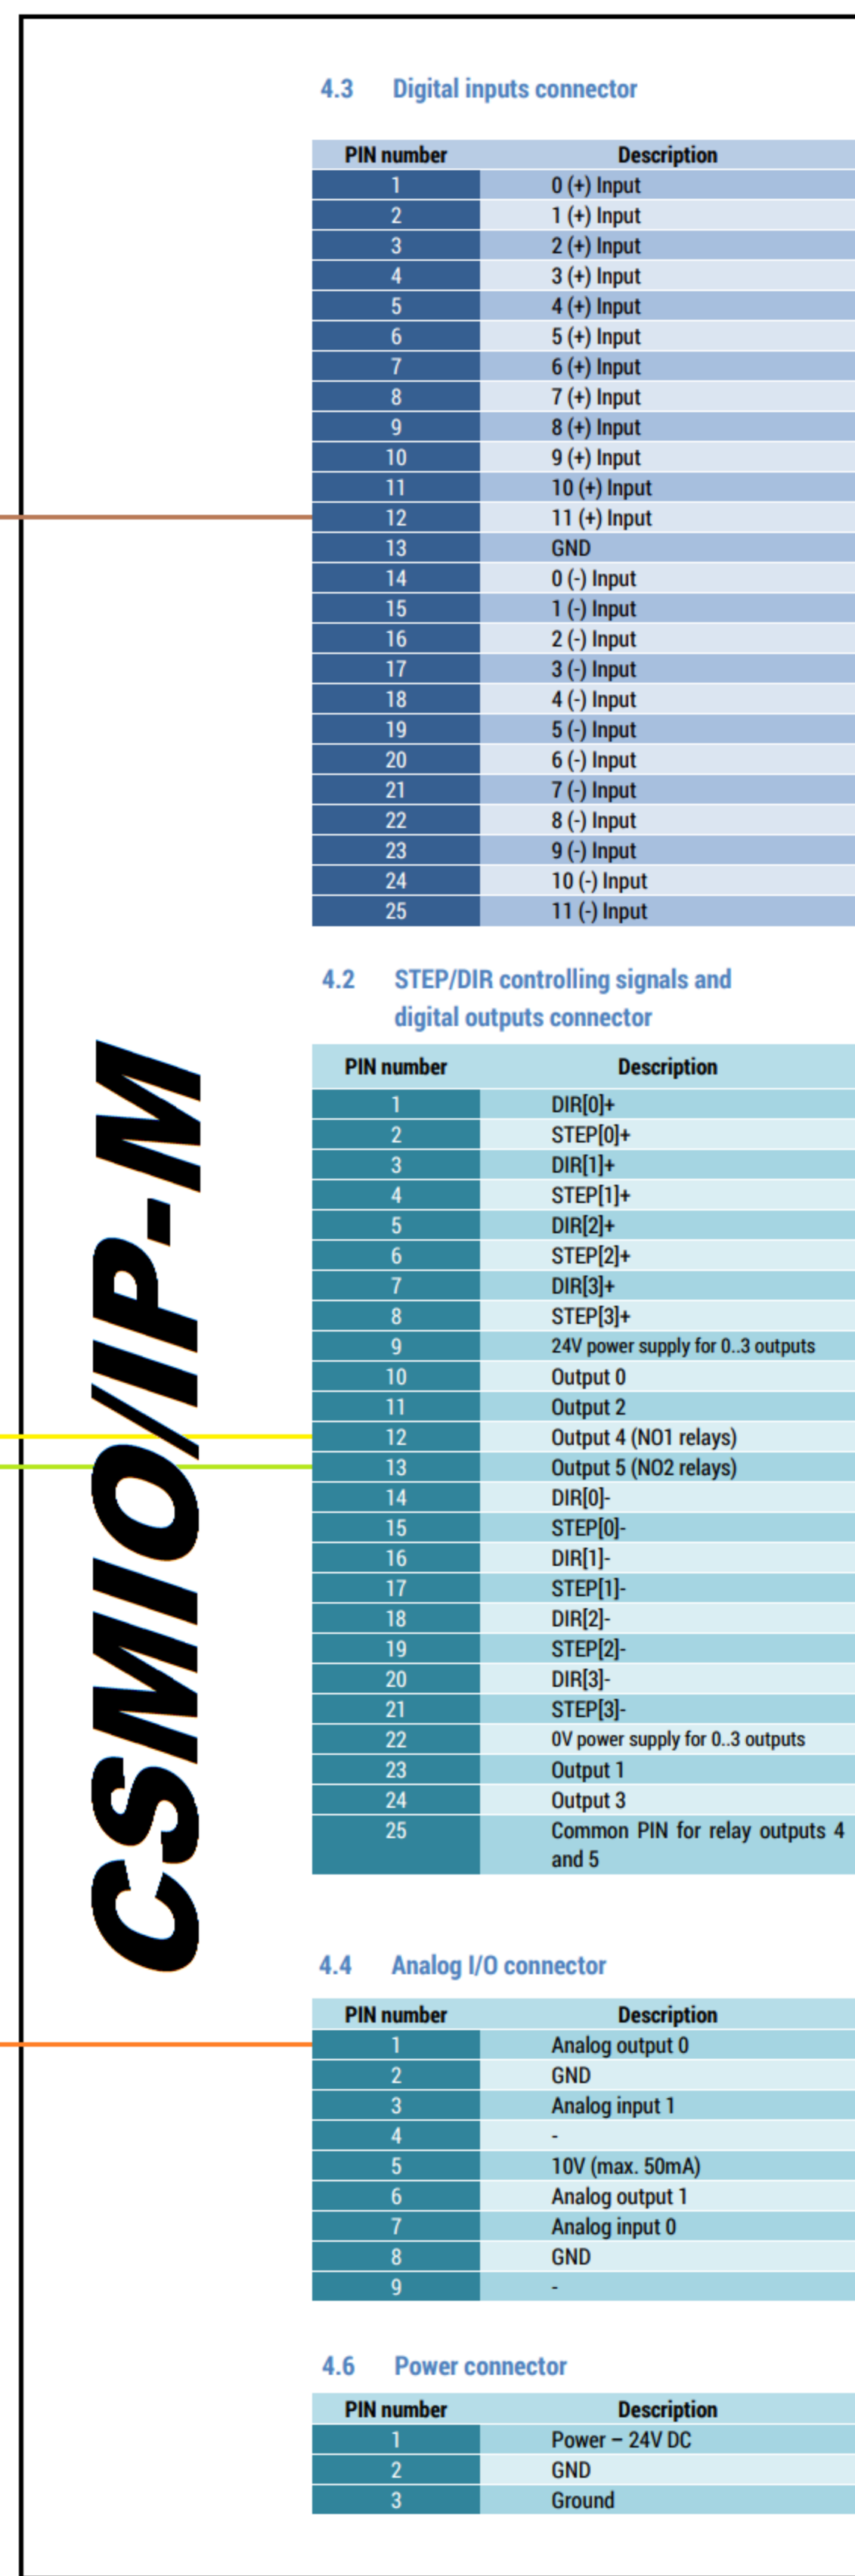 4.3 Digital inputs connector
PIN number Description
1 0 (+) Input
2 1 (+) Input
3 2 (+) Input
4 3 (+) Input
5 4 (+) Input
6 5 (+) Input
7 6 (+) Input
8 7 (+) Input
9 8 (+) Input
10 9 (+) Input
11 10 (+) Input
12 11 (+) Input
13 GND
14 0 (-) Input
15 1 (-) Input
16 2 (-) Input
17 3 (-) Input
18 4 (-) Input
19 5 (-) Input
20 6 (-) Input
21 7 (-) Input
22 8 (-) Input
23 9 (-) Input
24 10 (-) Input
25 11 (-) Input
CSMIO/IP-M
4.2 STEP/DIR controlling signals and
digital outputs connector
PIN number Description
1 DIR[0]+
2 STEP[0]+
3 DIR[1]+
4 STEP[1]+
5 DIR[2]+
6 STEP[2]+
7 DIR[3]+
8 STEP[3]+
9 24V power supply for 0..3 outputs
10 Output 0
11 Output 2
12 Output 4 (NO1 relays)
13 Output 5 (NO2 relays)
14 DIR[0]-
15 STEP[0]-
16 DIR[1]-
17 STEP[1]-
18 DIR[2]-
19 STEP[2]-
20 DIR[3]-
21 STEP[3]-
22 0V power supply for 0..3 outputs
23 Output 1
24 Output 3
25 Common PIN for relay outputs 4
and 5
4.4 Analog I/O connector
PIN number Description
1 Analog output 0
2 GND
3 Analog input 1
4 -
5 10V (max. 50mA)
6 Analog output 1
7 Analog input 0
8 GND
9 -
4.6 Power connector
PIN number Description
1 Power – 24V DC
2 GND
3 Ground